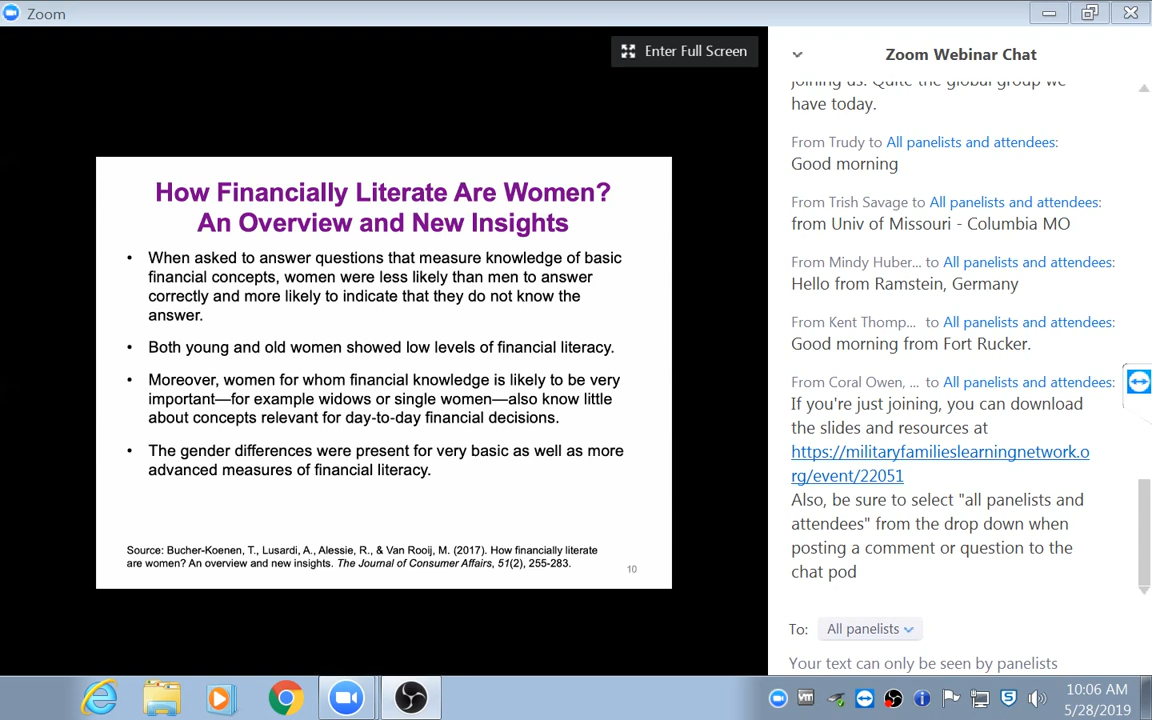 Zoom
Enter Full Screen
How Financially Literate Are Women?
An Overview and New Insights
• When asked to answer questions that measure knowledge of basic
financial concepts, women were less likely than men to answer
correctly and more likely to indicate that they do not know the
answer.
• Both young and old women showed low levels of financial literacy.
• Moreover, women for whom financial knowledge is likely to be very
important—for example widows or single women—also know little
about concepts relevant for day-to-day financial decisions.
• The gender differences were present for very basic as well as more
advanced measures of financial literacy.
Source: Bucher-Koenen, T., Lusardi, A., Alessie, R., & Van Rooij, M. (2017). How financially literate
are women? An overview and new insights. The Journal of Consumer Affairs, 51(2), 255-283.
10
Zoom Webinar Chat
joining us. Quite the global group we
have today.
From Trudy to All panelists and attendees:
Good morning
From Trish Savage to All panelists and attendees:
from Univ of Missouri - Columbia MO
From Mindy Huber... to All panelists and attendees:
Hello from Ramstein, Germany
From Kent Thomp... to All panelists and attendees:
Good morning from Fort Rucker.
From Coral Owen, ... to All panelists and attendees:
If you're just joining, you can download
the slides and resources at
https://militaryfamilieslearningnetwork.o
rg/event/22051
Also, be sure to select "all panelists and
attendees" from the drop down when
posting a comment or question to the
chat pod
To: All panelists
Your text can only be seen by panelists
10:06 AM
5/28/2019